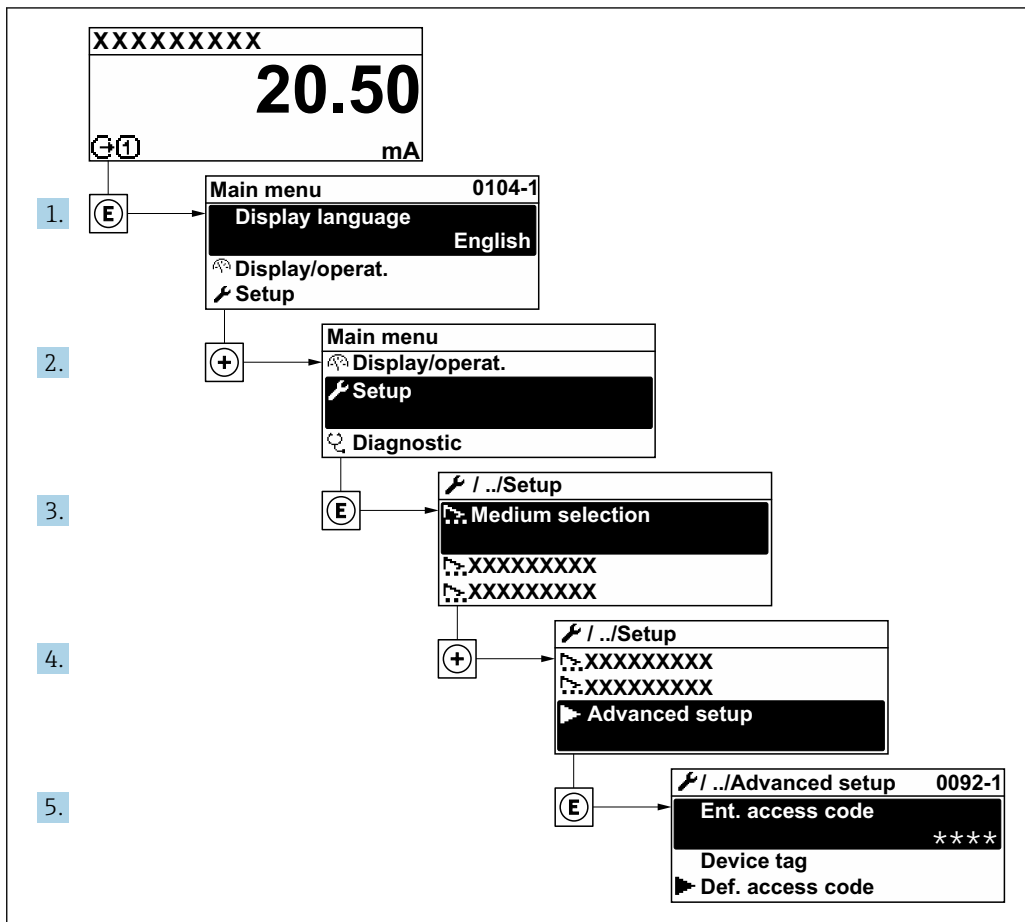 XXXXXXXXX
20.50
1 mA
1. E Main menu 0104-1
Display language
English
Display/operat.
Setup
2. + Main menu
Display/operat.
Setup
Diagnostic
3. E / ../Setup
Medium selection
XXXXXXXXX
XXXXXXXXX
4. + / ../Setup
XXXXXXXXX
XXXXXXXXX
Advanced setup
5. E / ../Advanced setup 0092-1
Ent. access code
****
Device tag
Def. access code